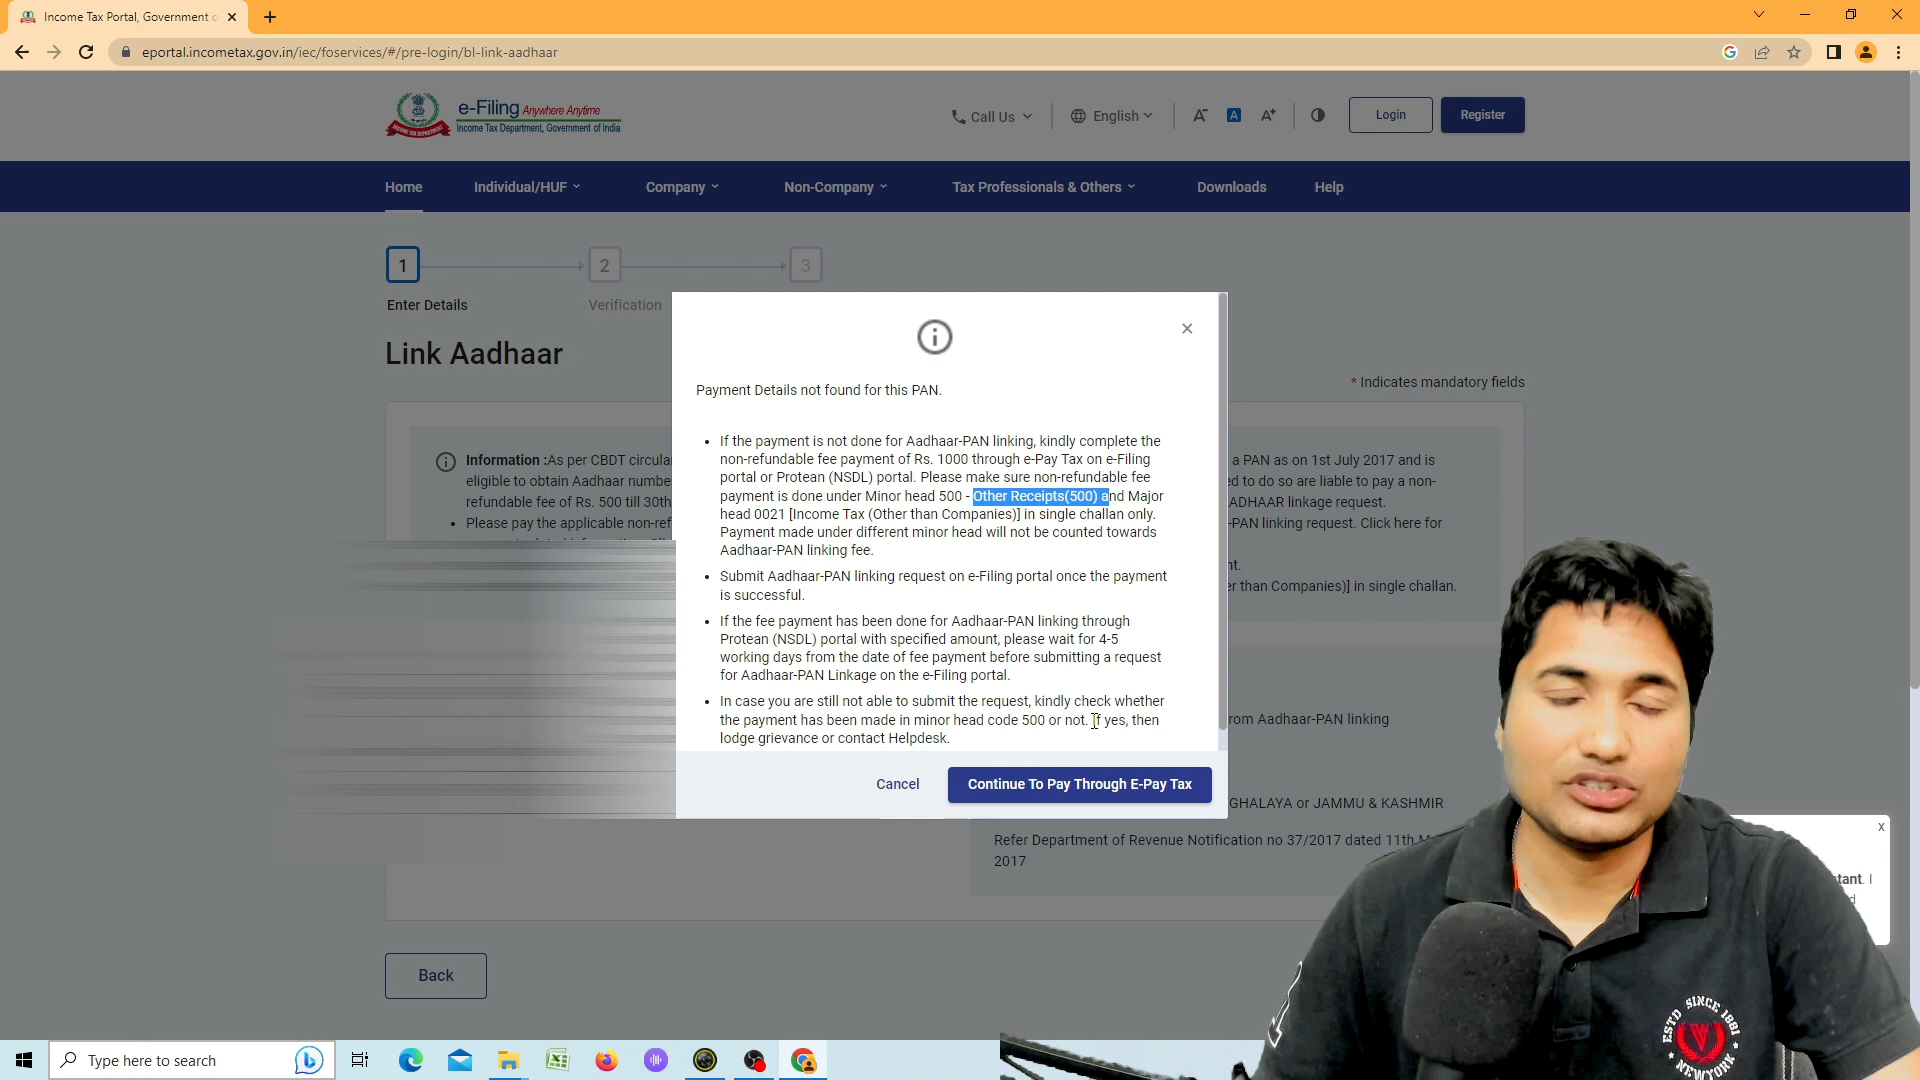 Income Tax Portal, Government
eportal.incometax.gov.in/iec/foservices/#/pre-login/bl-link-aadhaar
e-Filing Anywhere Anytime
Income Tax Department, Government of India
Call Us
English
A-
A
A+
Login
Register
Home
Individual/HUF
Company
Non-Company
Tax Professionals & Others
Downloads
Help
1
2
3
Enter Details
Verification
Link Aadhaar
* Indicates mandatory fields
Information :As per CBDT circula
eligible to obtain Aadhaar numbe
refundable fee of Rs. 500 till 30th
• Please pay the applicable non-ref
a PAN as on 1st July 2017 and is
ed to do so are liable to pay a non-
ADHAAR linkage request.
-PAN linking request. Click here for
nt.
er than Companies)] in single challan.
Payment Details not found for this PAN.
• If the payment is not done for Aadhaar-PAN linking, kindly complete the
non-refundable fee payment of Rs. 1000 through e-Pay Tax on e-Filing
portal or Protean (NSDL) portal. Please make sure non-refundable fee
payment is done under Minor head 500 - Other Receipts(500) and Major
head 0021 [Income Tax (Other than Companies)] in single challan only.
Payment made under different minor head will not be counted towards
Aadhaar-PAN linking fee.
• Submit Aadhaar-PAN linking request on e-Filing portal once the payment
is successful.
• If the fee payment has been done for Aadhaar-PAN linking through
Protean (NSDL) portal with specified amount, please wait for 4-5
working days from the date of fee payment before submitting a request
for Aadhaar-PAN Linkage on the e-Filing portal.
• In case you are still not able to submit the request, kindly check whether
the payment has been made in minor head code 500 or not. If yes, then
lodge grievance or contact Helpdesk.
Cancel
Continue To Pay Through E-Pay Tax
rom Aadhaar-PAN linking
GHALAYA or JAMMU & KASHMIR
Refer Department of Revenue Notification no 37/2017 dated 11th
2017
x
tant. I
Back
ESTD SINCE 1881
NEWYORK
Type here to search